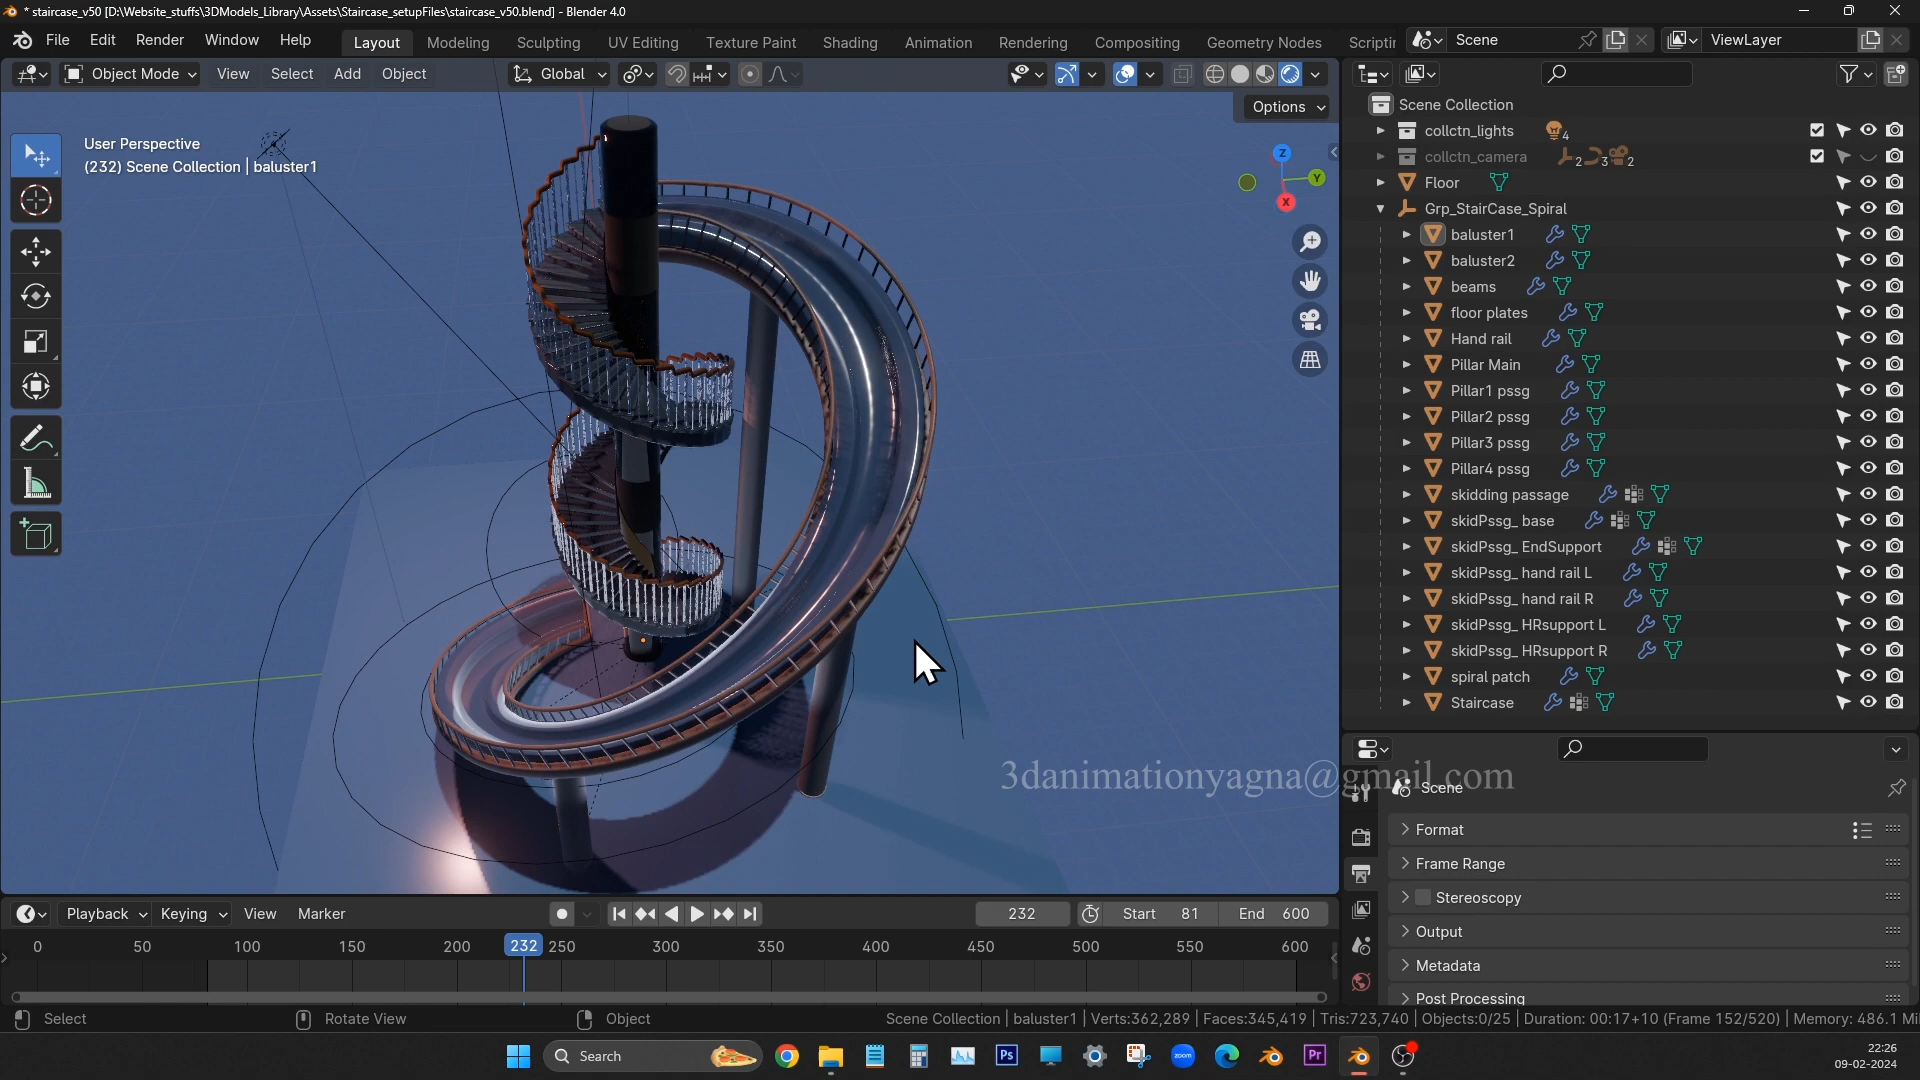 * staircase_v50 [D:\Website_stuffs\3DModels_Library\Assets\Staircase_setupFiles\staircase_v50.blend] - Blender 4.0
File Edit Render Window Help Layout Modeling Sculpting UV Editing Texture Paint Shading Animation Rendering Compositing Geometry Nodes Scriptin Scene ViewLayer
Object Mode View Select Add Object Global
Options
User Perspective
(232) Scene Collection | baluster1
Z
Y
X
Scene Collection
collctn_lights 4
collctn_camera 2 3 2
Floor
Grp_StairCase_Spiral
baluster1
baluster2
beams
floor plates
Hand rail
Pillar Main
Pillar1 pssg
Pillar2 pssg
Pillar3 pssg
Pillar4 pssg
skidding passage
skidPssg_ base
skidPssg_ EndSupport
skidPssg_ hand rail L
skidPssg_ hand rail R
skidPssg_ HRsupport L
skidPssg_ HRsupport R
spiral patch
Staircase
3danimationyagna@gmail.com
Scene
Format
Frame Range
Stereoscopy
Output
Metadata
Post Processing
Playback Keying View Marker 232 Start 81 End 600
0 50 100 150 200 232 250 300 350 400 450 500 550 600
Select Rotate View Object Scene Collection | baluster1 | Verts:362,289 | Faces:345,419 | Tris:723,740 | Objects:0/25 | Duration: 00:17+10 (Frame 152/520) | Memory: 486.1 Mi
Search Ps zoom Pr
22:26
09-02-2024